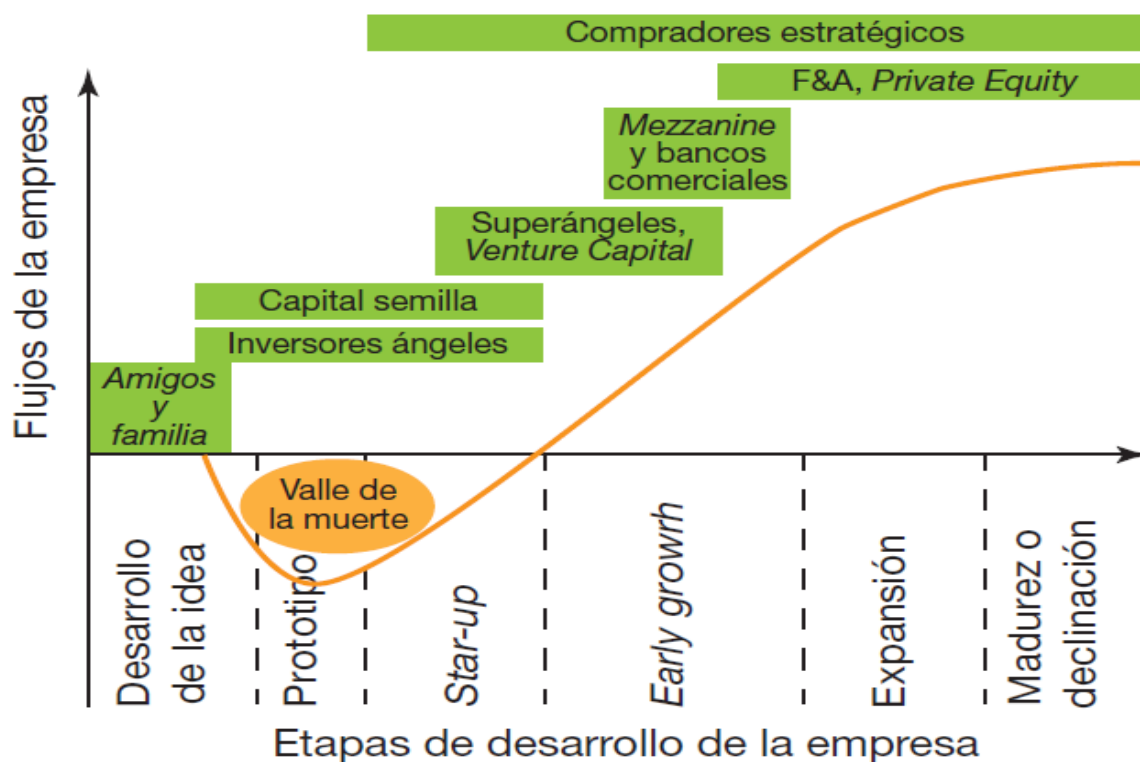 Compradores estratégicos
F&A, Private Equity
Mezzanine
y bancos
comerciales
Superángeles,
Venture Capital
Capital semilla
Inversores ángeles
Amigos
y
familia
Flujos de la empresa
Valle de
la muerte
Desarrollo
de la idea
Prototipo
Star-up
Early growrh
Expansión
Madurez o
declinación
Etapas de desarrollo de la empresa